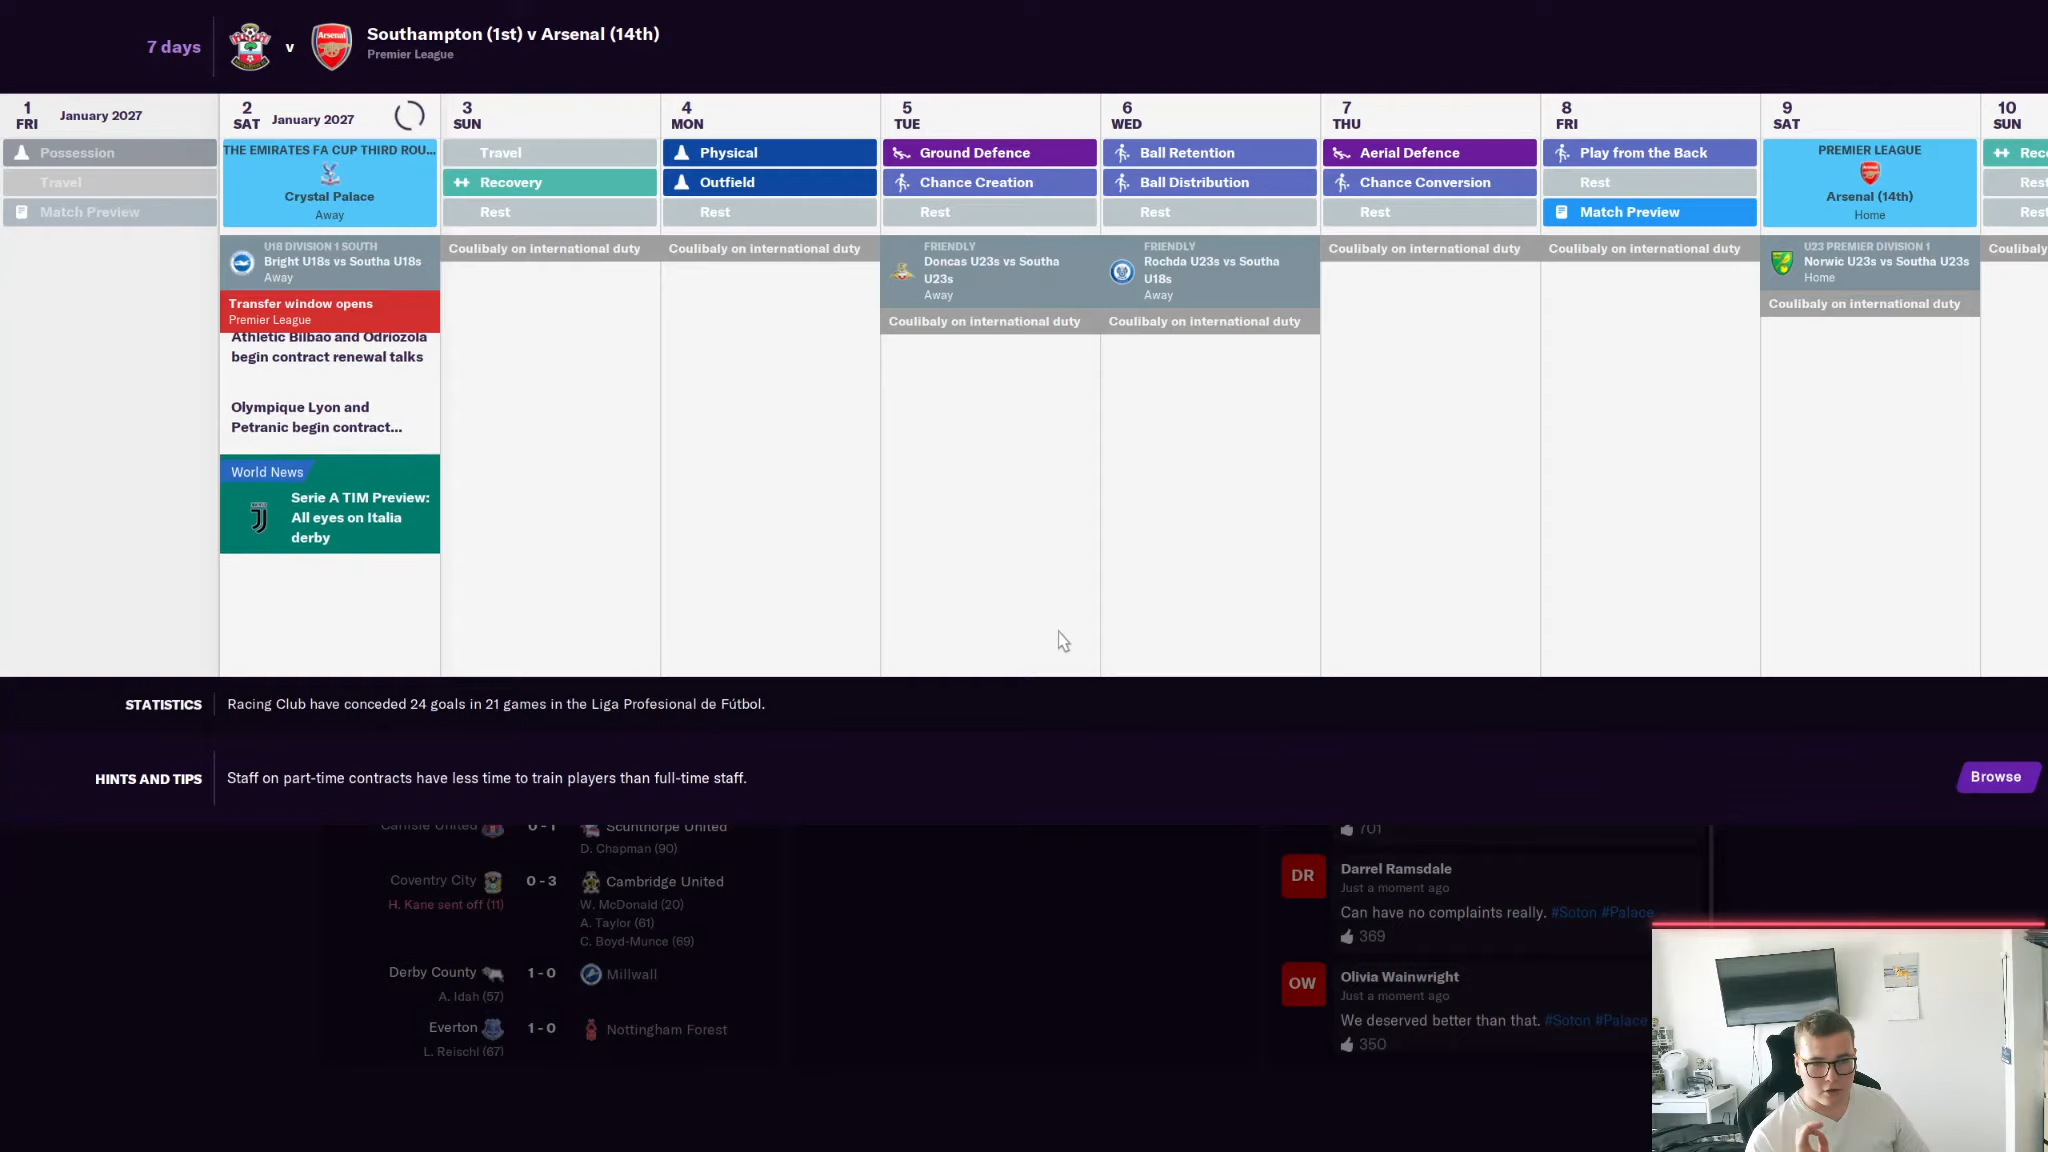 7 days
v
Southampton (1st) v Arsenal (14th)
Premier League
1
FRI
January 2027
Possession
Travel
Match Preview
2
SAT
January 2027
THE EMIRATES FA CUP THIRD ROU...
Crystal Palace
Away
U18 DIVISION 1 SOUTH
Bright U18s vs Southa U18s
Away
Transfer window opens
Premier League
Athletic Bilbao and Odriozola
begin contract renewal talks
Olympique Lyon and
Petranic begin contract...
World News
Serie A TIM Preview:
All eyes on Italia
derby
3
SUN
Travel
Recovery
Rest
Coulibaly on international duty
4
MON
Physical
Outfield
Rest
Coulibaly on international duty
5
TUE
Ground Defence
Chance Creation
Rest
FRIENDLY
Doncas U23s vs Southa
U23s
Away
Coulibaly on international duty
6
WED
Ball Retention
Ball Distribution
Rest
FRIENDLY
Rochda U23s vs Southa
U18s
Away
Coulibaly on international duty
7
THU
Aerial Defence
Chance Conversion
Rest
Coulibaly on international duty
8
FRI
Play from the Back
Rest
Match Preview
Coulibaly on international duty
9
SAT
PREMIER LEAGUE
Arsenal
Arsenal (14th)
Home
U23 PREMIER DIVISION 1
Norwic U23s vs Southa U23s
Home
Coulibaly on international duty
10
SUN
Reco
Rest
Rest
Coulibaly
STATISTICS
Racing Club have conceded 24 goals in 21 games in the Liga Profesional de Fútbol.
HINTS AND TIPS
Staff on part-time contracts have less time to train players than full-time staff.
Browse
Carlisle United 0 - 1 Scunthorpe United
D. Chapman (90)
Coventry City 0 - 3 Cambridge United
H. Kane sent off (11)
W. McDonald (20)
A. Taylor (61)
C. Boyd-Munce (69)
Derby County 1 - 0 Millwall
A. Idah (57)
Everton 1 - 0 Nottingham Forest
L. Reischl (67)
701
DR
Darrel Ramsdale
Just a moment ago
Can have no complaints really. #Soton #Palace
369
OW
Olivia Wainwright
Just a moment ago
We deserved better than that. #Soton #Palace
350